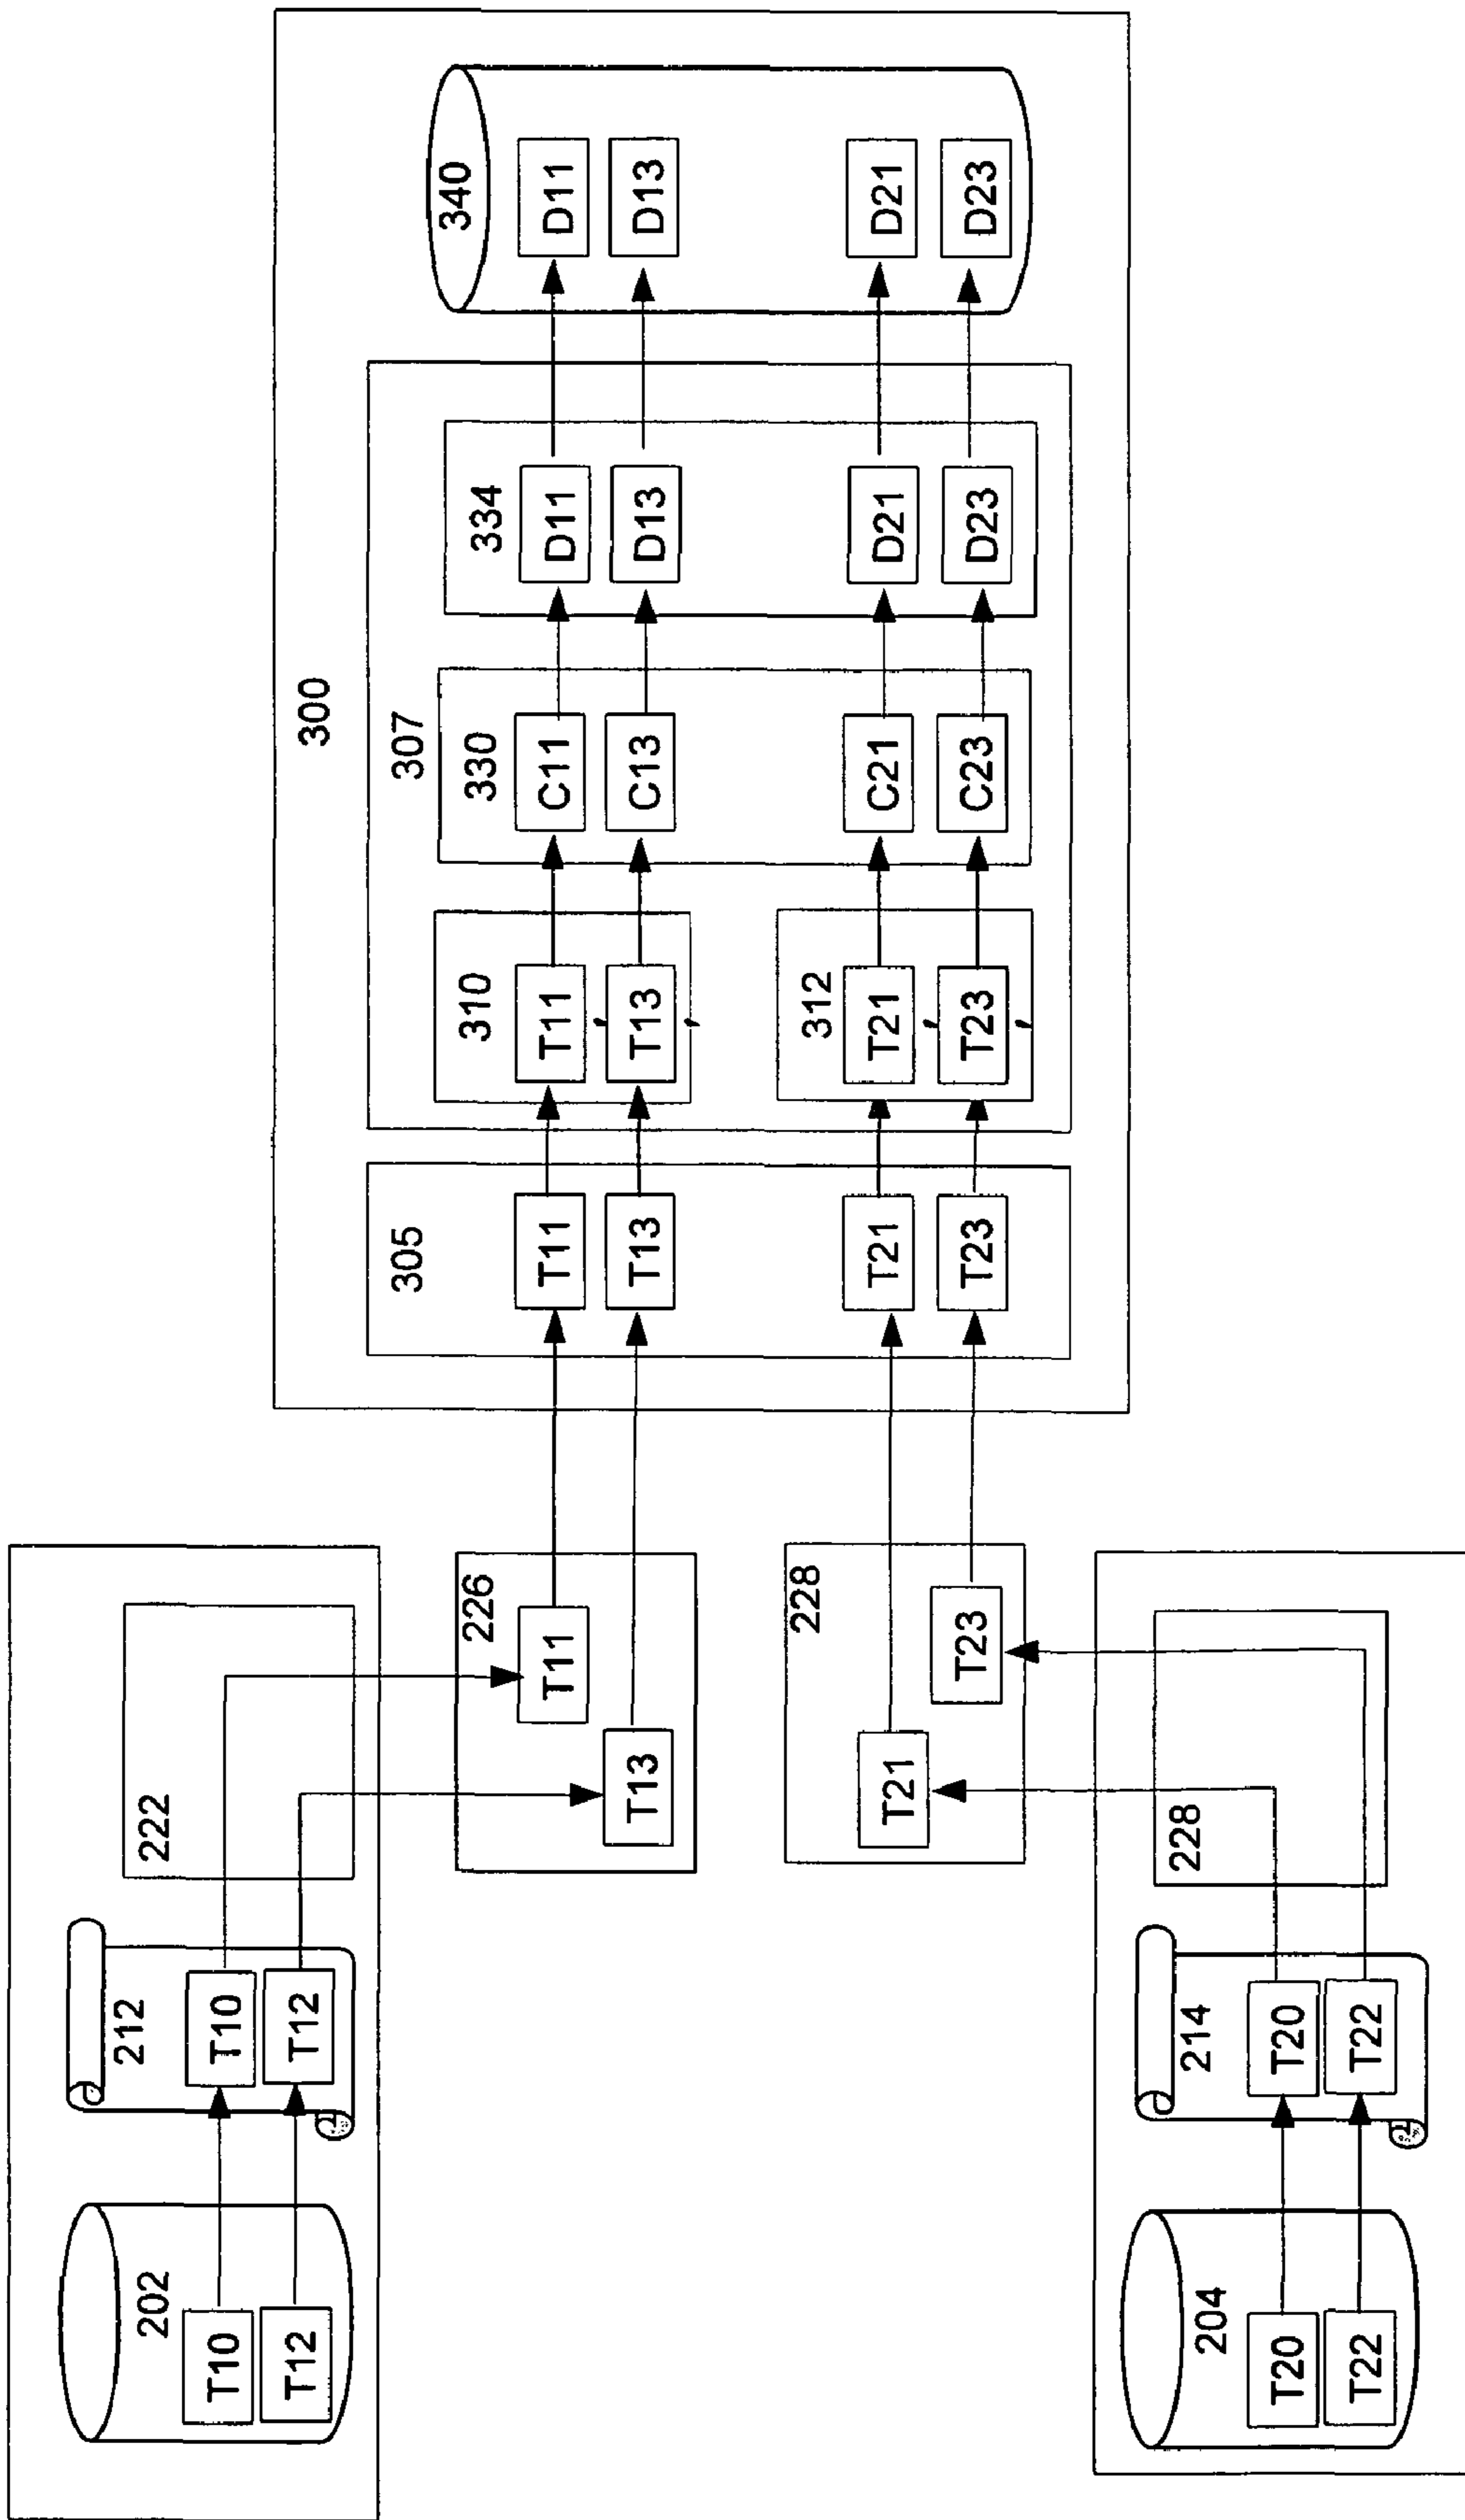 202
T10
T12
212
T10
T12
222
226
T11
T13
204
T20
T22
214
T20
T22
228
228
T21
T23
300
305
T11
T13
T21
T23
307
310
T11
'
T13
'
312
T21
'
T23
'
330
C11
C13
C21
C23
334
D11
D13
D21
D23
340
D11
D13
D21
D23